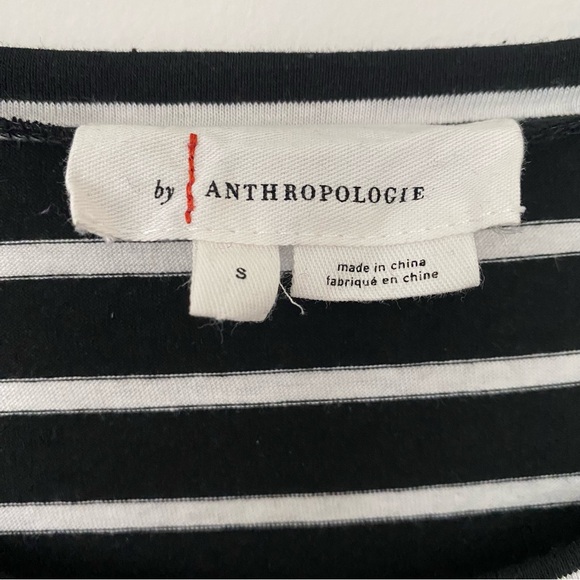 by ANTHROPOLOGIE
S
made in china
fabriqué en chine